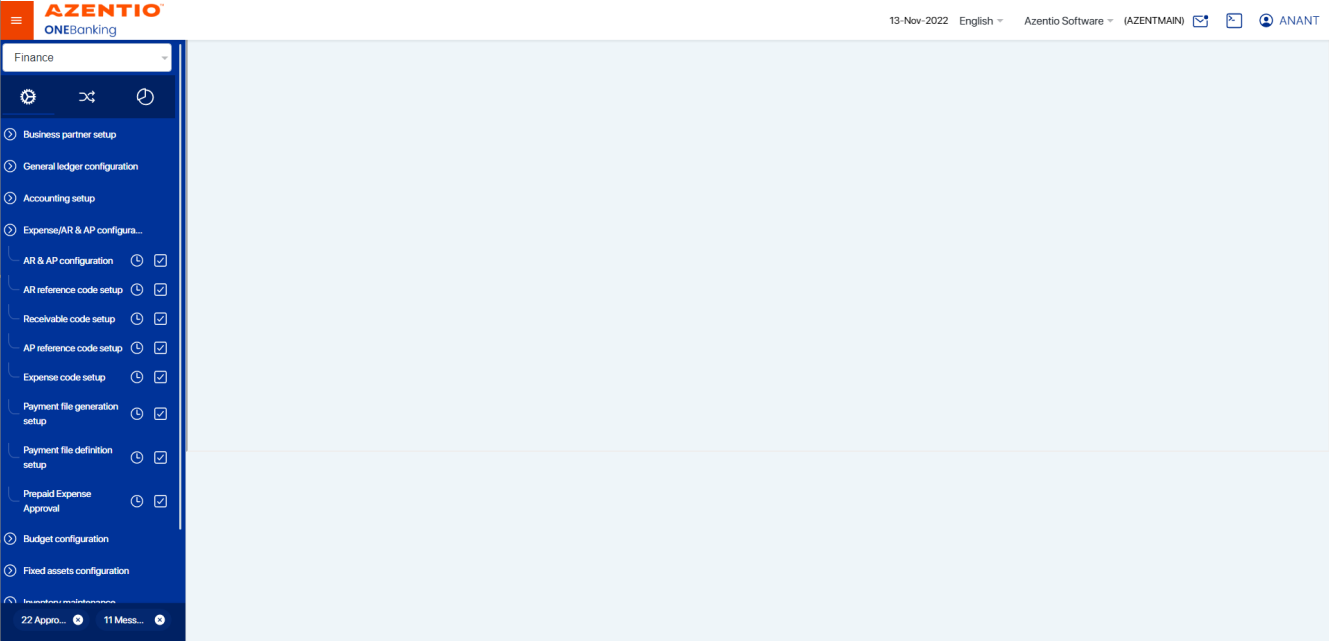 AZENTIO
ONEBanking
13-Nov-2022 English Azentio Software (AZENTMAIN) ANANT
Finance
Business partner setup
General ledger configuration
Accounting setup
Expense/AR & AP configura...
AR & AP configuration
AR reference code setup
Receivable code setup
AP reference code setup
Expense code setup
Payment file generation
setup
Payment file definition
setup
Prepaid Expense
Approval
Budget configuration
Fixed assets configuration
Inventory maintenance
22 Appro... 11 Mess...